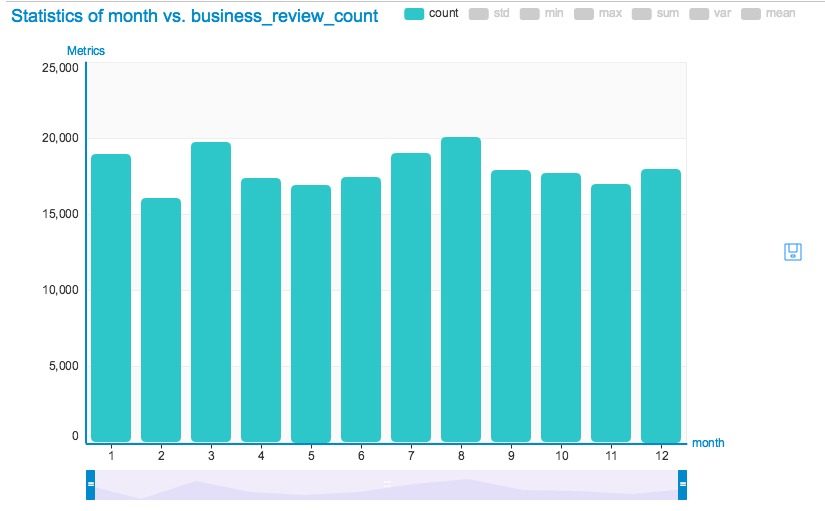 Statistics of month vs. business_review_count
count std min max sum var mean
Metrics
25,000
20,000
15,000
10,000
5,000
0
1 2 3 4 5 6 7 8 9 10 11 12
month